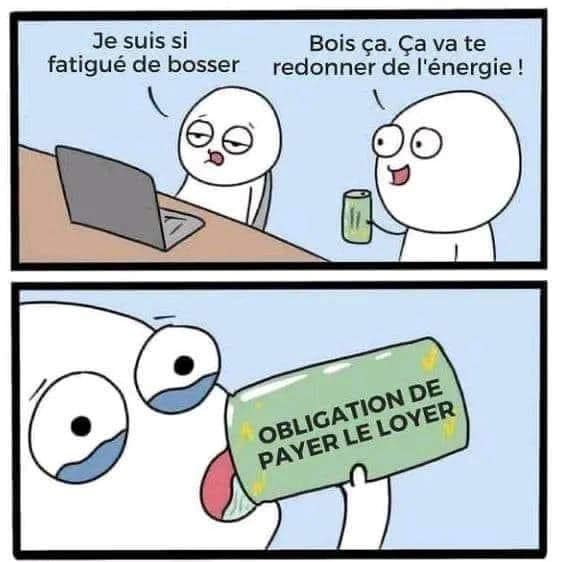 Je suis si
fatigué de bosser
Bois ça. Ça va te
redonner de l'énergie !
OBLIGATION DE
PAYER LE LOYER